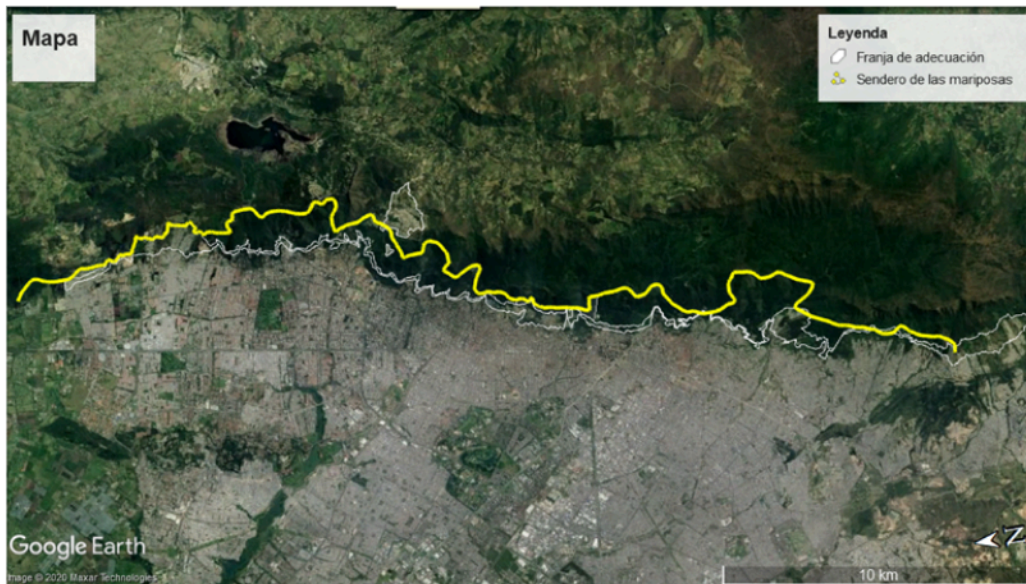 Mapa
Leyenda
Franja de adecuación
Sendero de las mariposas
Google Earth
Image © 2020 Maxar Technologies
N
10 km